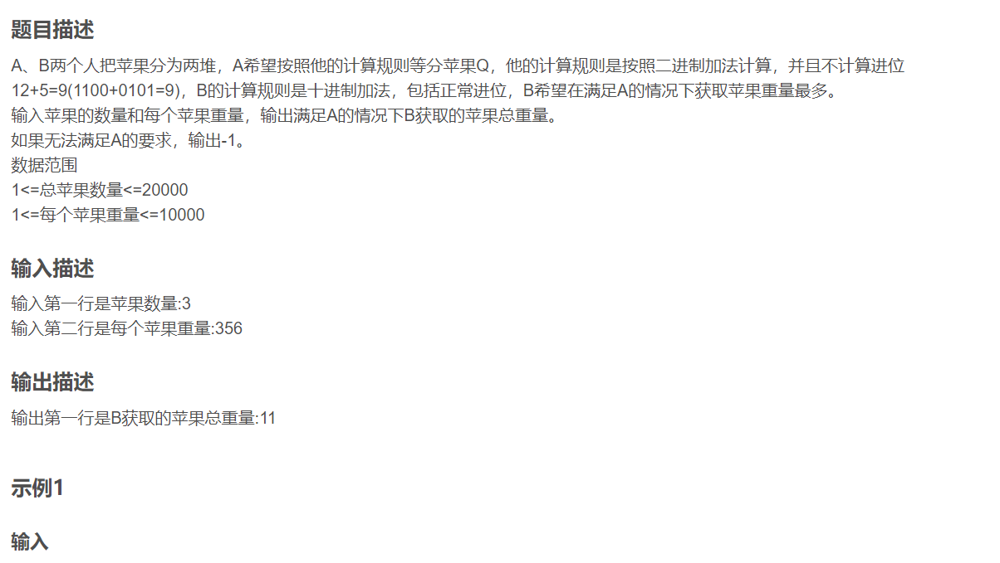 题目描述
A、B两个人把苹果分为两堆，A希望按照他的计算规则等分苹果Q，他的计算规则是按照二进制加法计算，并且不计算进位
12+5=9(1100+0101=9)，B的计算规则是十进制加法，包括正常进位，B希望在满足A的情况下获取苹果重量最多。
输入苹果的数量和每个苹果重量，输出满足A的情况下B获取的苹果总重量。
如果无法满足A的要求，输出-1。
数据范围
1<=总苹果数量<=20000
1<=每个苹果重量<=10000
输入描述
输入第一行是苹果数量:3
输入第二行是每个苹果重量:356
输出描述
输出第一行是B获取的苹果总重量:11
示例1
输入